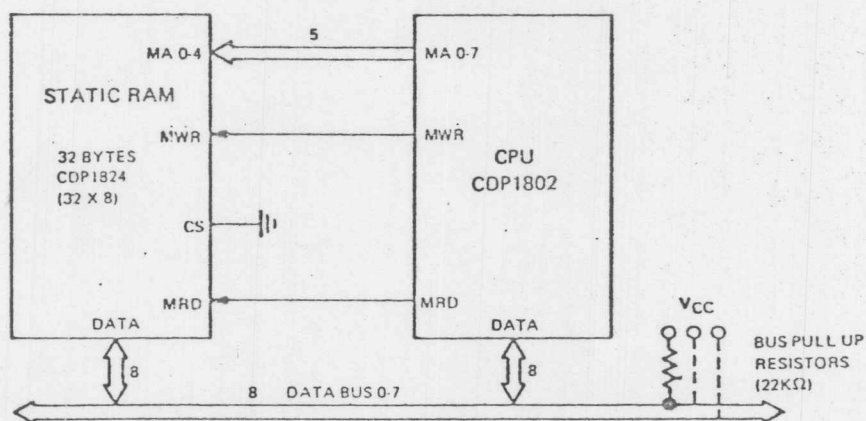 MA 0-4
5
MA 0-7
STATIC RAM
MWR
MWR
32 BYTES
CDP1824
(32 X 8)
CPU
CDP1802
CS
MRD
MRD
VCC
DATA
DATA
BUS PULL UP
RESISTORS
(22KΩ)
8
8
8 DATA BUS 0-7